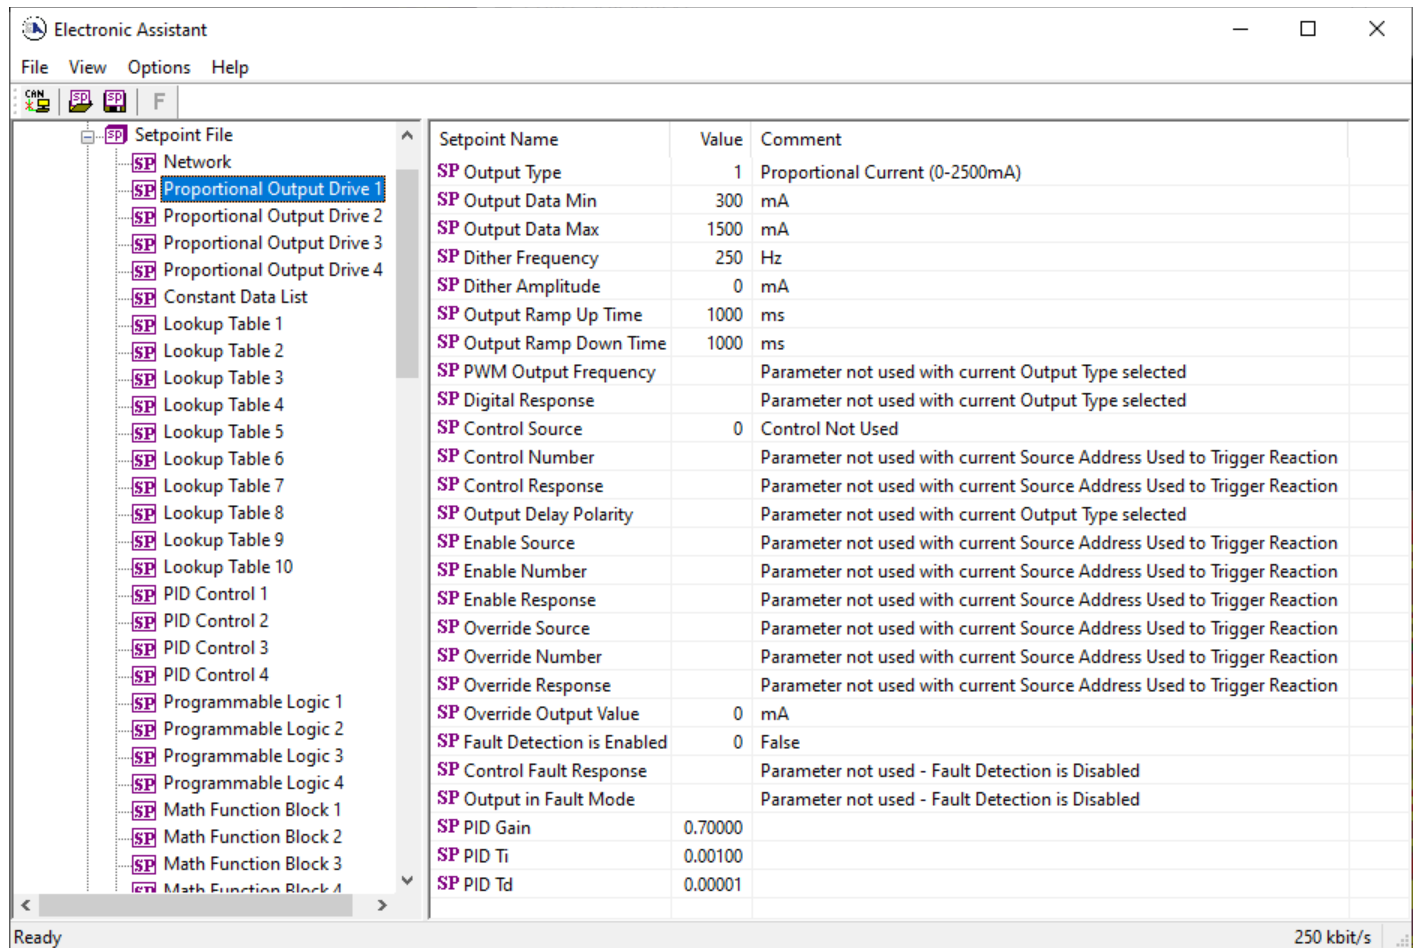 Electronic Assistant
File View Options Help
CAN SP SP F
Setpoint File
Network
Proportional Output Drive 1
Proportional Output Drive 2
Proportional Output Drive 3
Proportional Output Drive 4
Constant Data List
Lookup Table 1
Lookup Table 2
Lookup Table 3
Lookup Table 4
Lookup Table 5
Lookup Table 6
Lookup Table 7
Lookup Table 8
Lookup Table 9
Lookup Table 10
PID Control 1
PID Control 2
PID Control 3
PID Control 4
Programmable Logic 1
Programmable Logic 2
Programmable Logic 3
Programmable Logic 4
Math Function Block 1
Math Function Block 2
Math Function Block 3
Math Function Block 4
Setpoint Name Value Comment
SP Output Type 1 Proportional Current (0-2500mA)
SP Output Data Min 300 mA
SP Output Data Max 1500 mA
SP Dither Frequency 250 Hz
SP Dither Amplitude 0 mA
SP Output Ramp Up Time 1000 ms
SP Output Ramp Down Time 1000 ms
SP PWM Output Frequency Parameter not used with current Output Type selected
SP Digital Response Parameter not used with current Output Type selected
SP Control Source 0 Control Not Used
SP Control Number Parameter not used with current Source Address Used to Trigger Reaction
SP Control Response Parameter not used with current Source Address Used to Trigger Reaction
SP Output Delay Polarity Parameter not used with current Output Type selected
SP Enable Source Parameter not used with current Source Address Used to Trigger Reaction
SP Enable Number Parameter not used with current Source Address Used to Trigger Reaction
SP Enable Response Parameter not used with current Source Address Used to Trigger Reaction
SP Override Source Parameter not used with current Source Address Used to Trigger Reaction
SP Override Number Parameter not used with current Source Address Used to Trigger Reaction
SP Override Response Parameter not used with current Source Address Used to Trigger Reaction
SP Override Output Value 0 mA
SP Fault Detection is Enabled 0 False
SP Control Fault Response Parameter not used - Fault Detection is Disabled
SP Output in Fault Mode Parameter not used - Fault Detection is Disabled
SP PID Gain 0.70000
SP PID Ti 0.00100
SP PID Td 0.00001
Ready 250 kbit/s